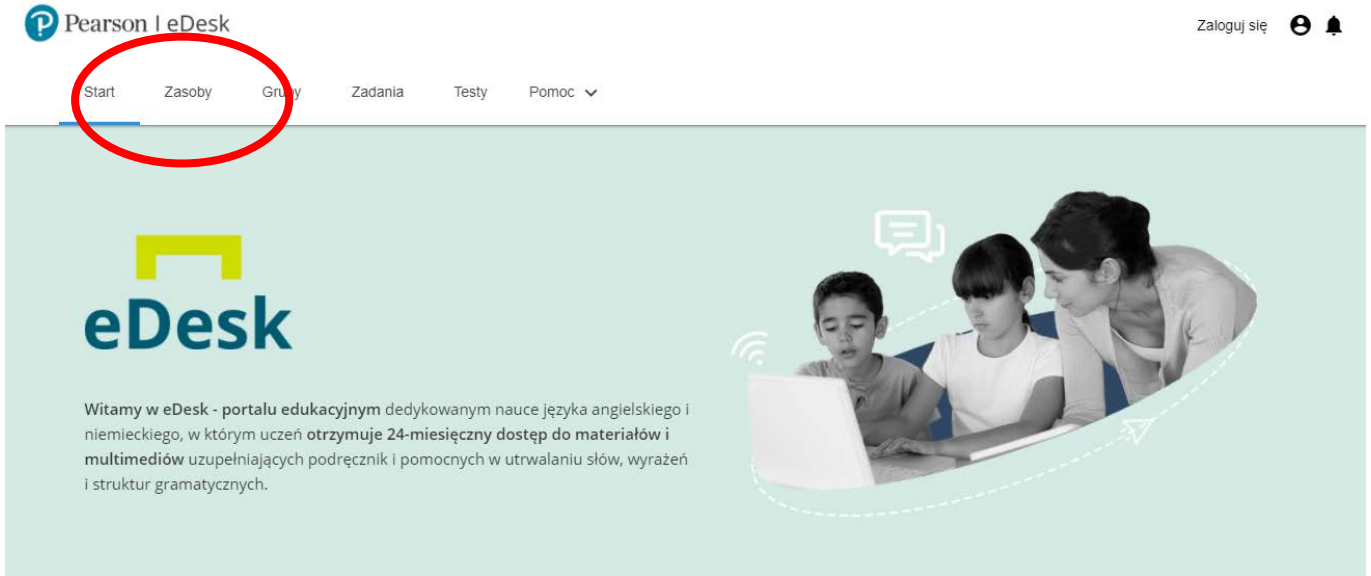 Pearson | eDesk
Zaloguj się
Start Zasoby Grupy Zadania Testy Pomoc
eDesk
Witamy w eDesk - portalu edukacyjnym dedykowanym nauce języka angielskiego i
niemieckiego, w którym uczeń otrzymuje 24-miesięczny dostęp do materiałów i
multimediów uzupełniających podręcznik i pomocnych w utrwalaniu słów, wyrażeń
i struktur gramatycznych.